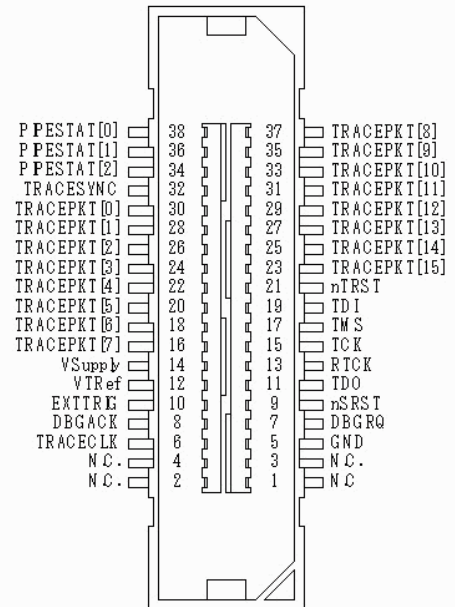 PIPESTAT[0] 38 37 TRACEPKT[8]
PIPESTAT[1] 36 35 TRACEPKT[9]
PIPESTAT[2] 34 33 TRACEPKT[10]
TRACESYNC 32 31 TRACEPKT[11]
TRACEPKT[0] 30 29 TRACEPKT[12]
TRACEPKT[1] 28 27 TRACEPKT[13]
TRACEPKT[2] 26 25 TRACEPKT[14]
TRACEPKT[3] 24 23 TRACEPKT[15]
TRACEPKT[4] 22 21 nTRST
TRACEPKT[5] 20 19 TDI
TRACEPKT[6] 18 17 TMS
TRACEPKT[7] 16 15 TCK
VSupply 14 13 RTCK
VTRef 12 11 TDO
EXTTRIG 10 9 nSRST
DBGACK 8 7 DBGRQ
TRACECLK 6 5 GND
N.C. 4 3 N.C.
N.C. 2 1 N.C